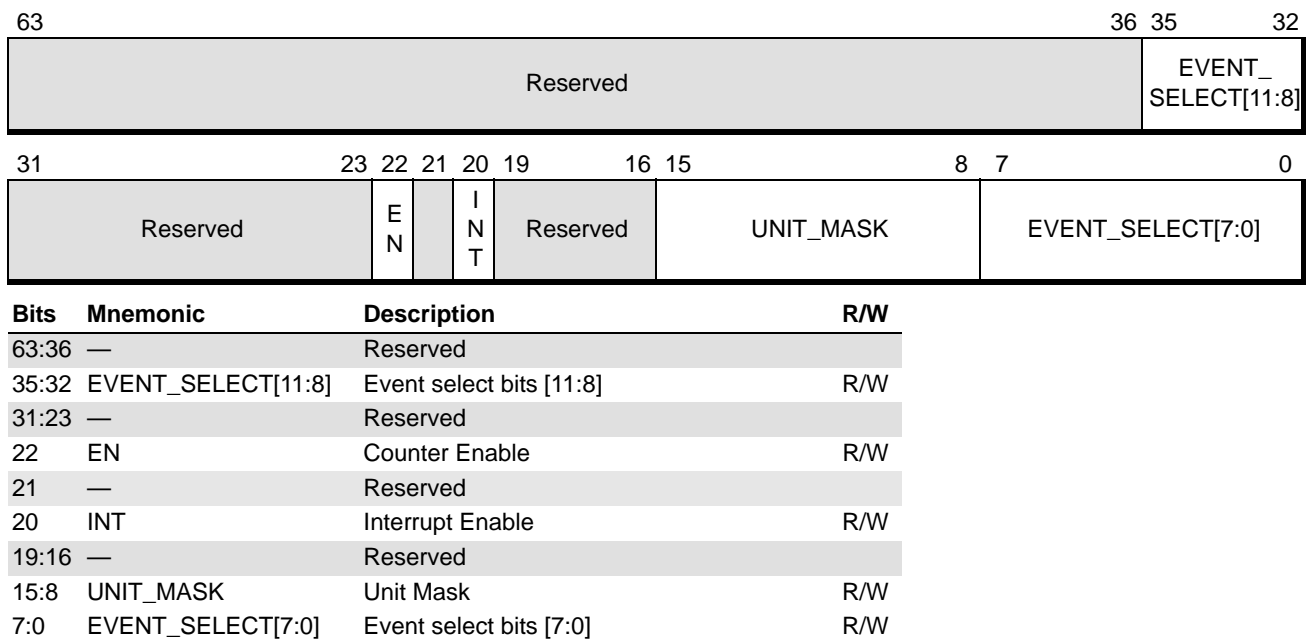 63 36 35 32
Reserved EVENT_
SELECT[11:8]
31 23 22 21 20 19 16 15 8 7 0
Reserved E
N I
N
T Reserved UNIT_MASK EVENT_SELECT[7:0]
Bits Mnemonic Description R/W
63:36 — Reserved
35:32 EVENT_SELECT[11:8] Event select bits [11:8] R/W
31:23 — Reserved
22 EN Counter Enable R/W
21 — Reserved
20 INT Interrupt Enable R/W
19:16 — Reserved
15:8 UNIT_MASK Unit Mask R/W
7:0 EVENT_SELECT[7:0] Event select bits [7:0] R/W